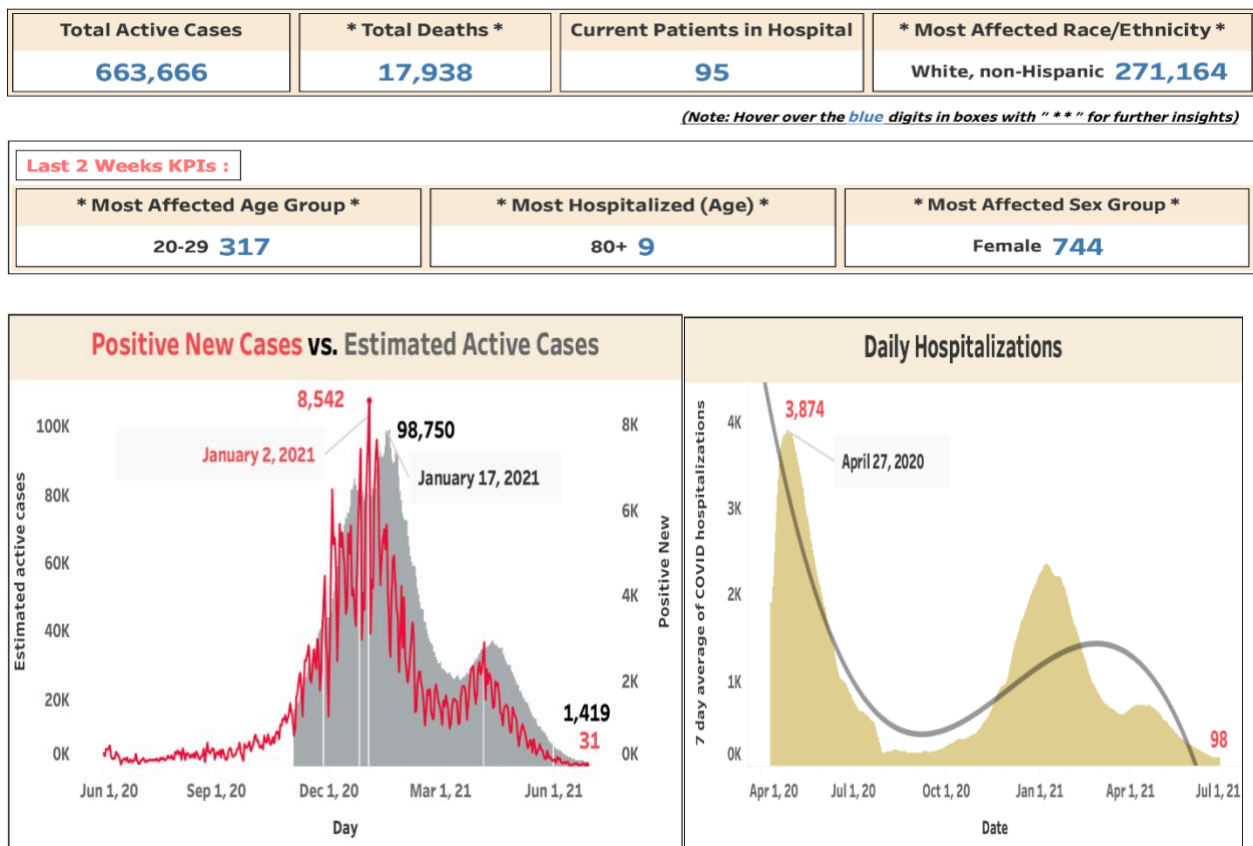 Total Active Cases
663,666
* Total Deaths *
17,938
Current Patients in Hospital
95
* Most Affected Race/Ethnicity *
White, non-Hispanic 271,164
(Note: Hover over the blue digits in boxes with " ** " for further insights)
Last 2 Weeks KPIs :
* Most Affected Age Group *
20-29 317
* Most Hospitalized (Age) *
80+ 9
* Most Affected Sex Group *
Female 744
Positive New Cases vs. Estimated Active Cases
8,542
January 2, 2021
98,750
January 17, 2021
1,419
31
Estimated active cases
100K
80K
60K
40K
20K
0K
Positive New
8K
6K
4K
2K
0K
Jun 1, 20
Sep 1, 20
Dec 1, 20
Mar 1, 21
Jun 1, 21
Day
Daily Hospitalizations
3,874
April 27, 2020
98
7 day average of COVID hospitalizations
4K
3K
2K
1K
0K
Apr 1, 20
Jul 1, 20
Oct 1, 20
Jan 1, 21
Apr 1, 21
Jul 1, 21
Date